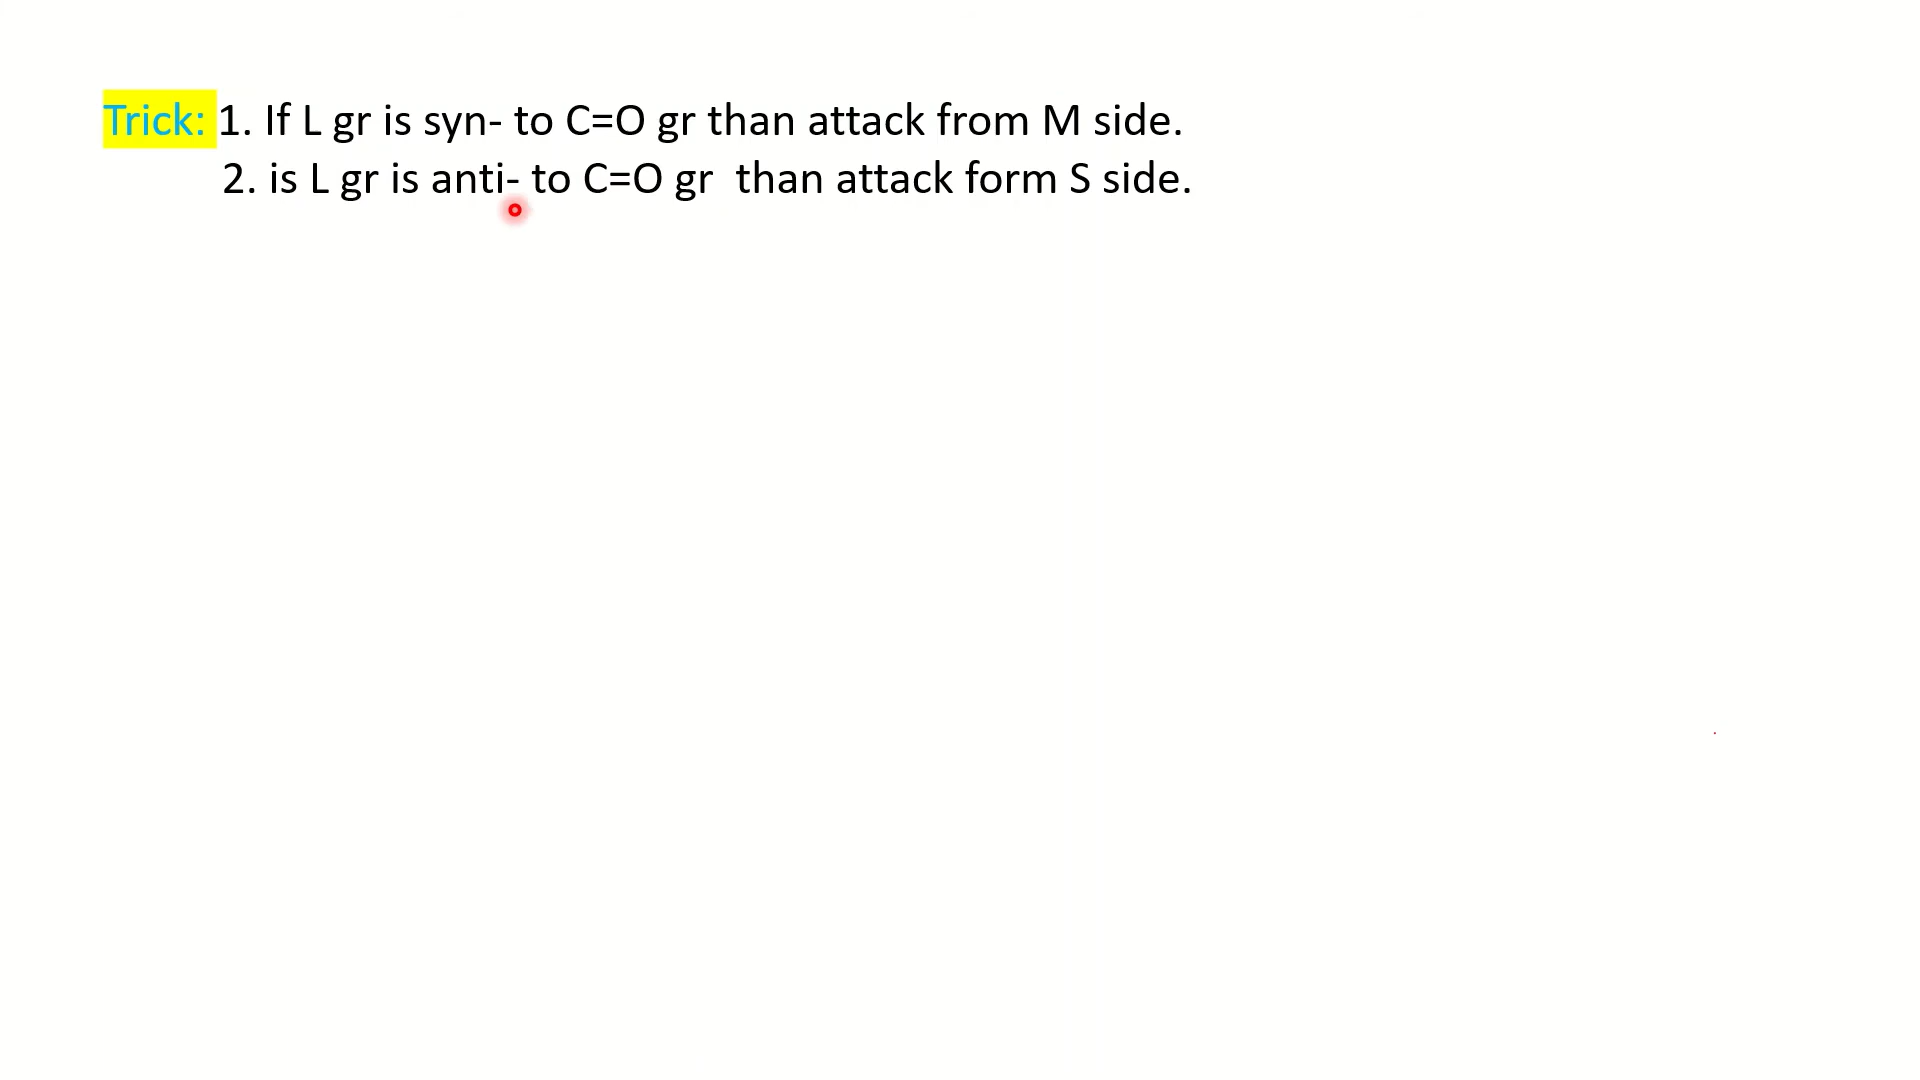 Trick: 1. If L gr is syn- to C=O gr than attack from M side.
2. is L gr is anti- to C=O gr than attack form S side.